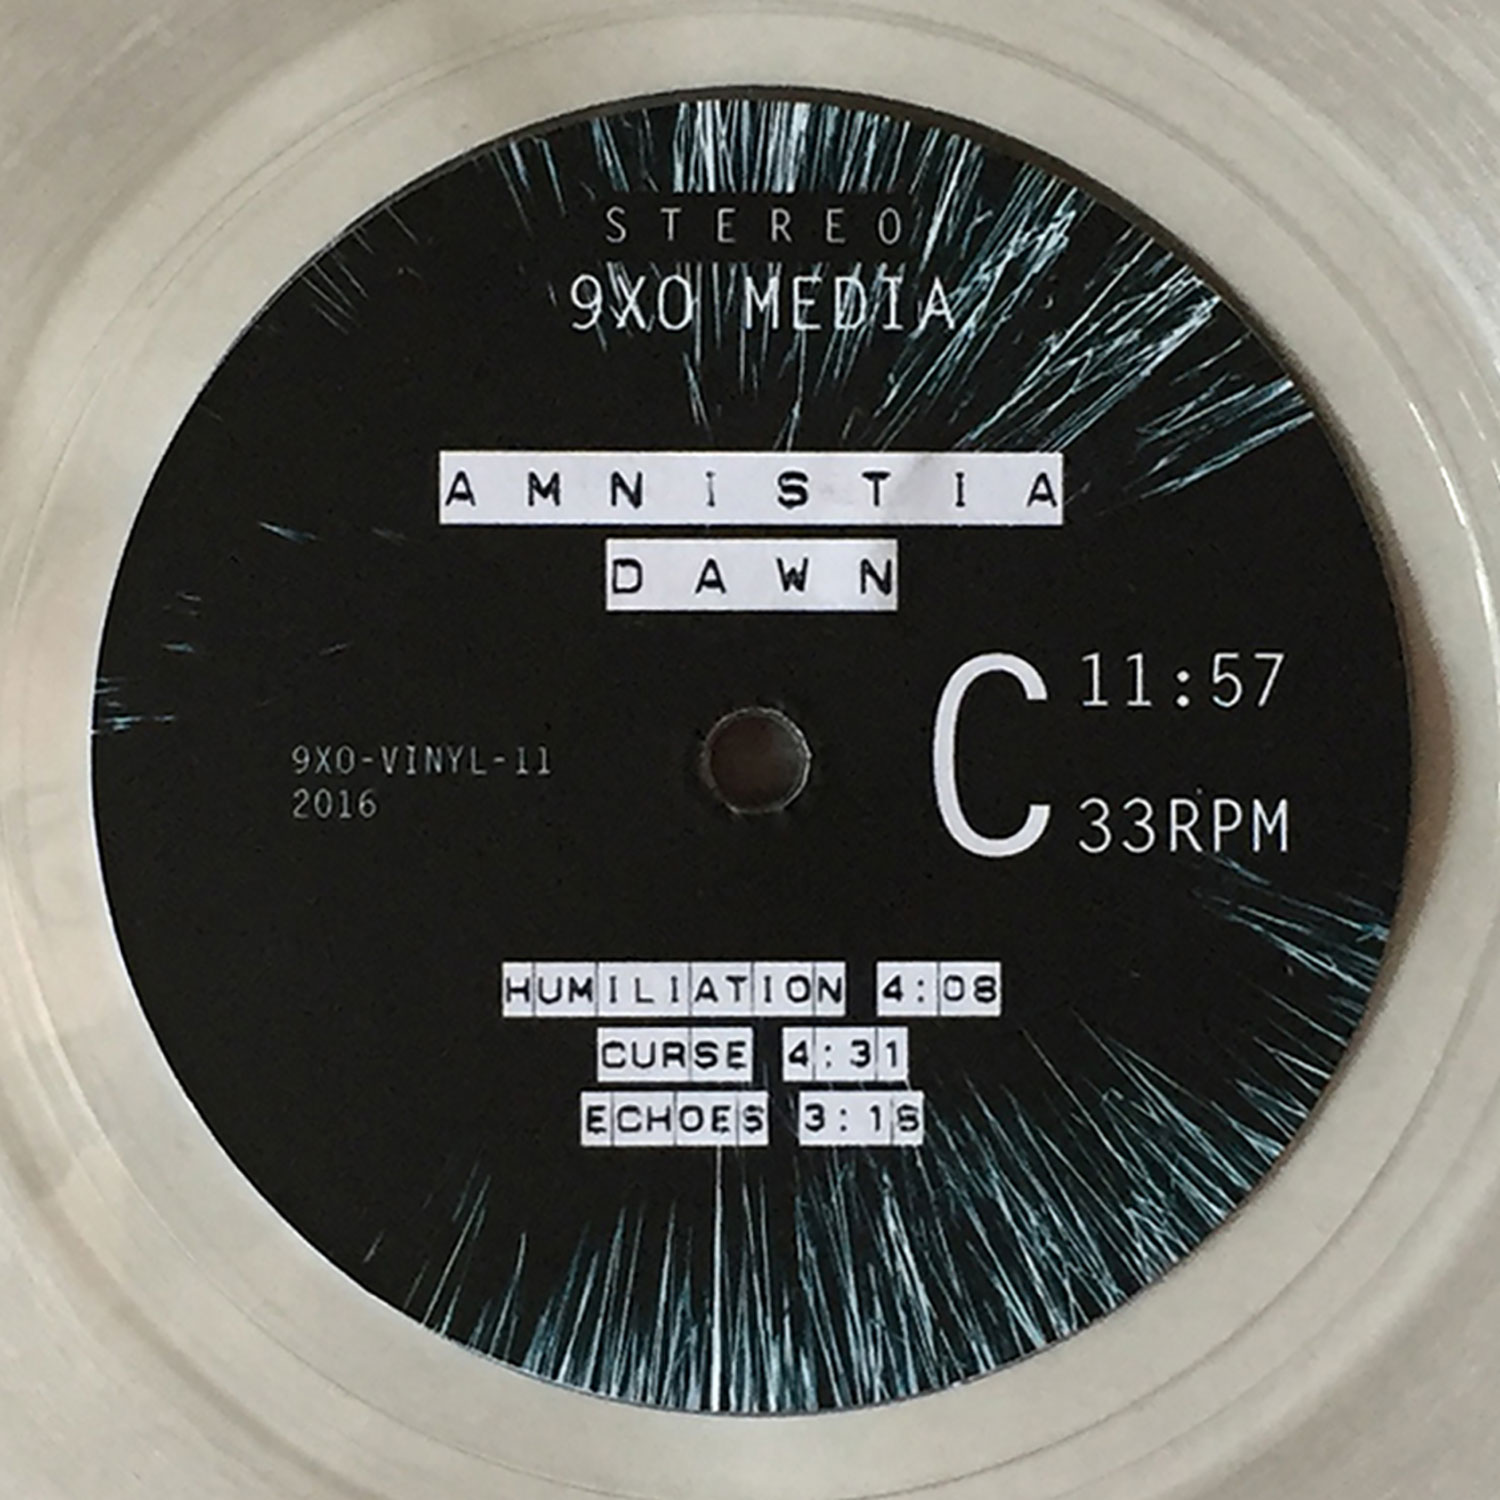 STEREO
9XO MEDIA
AMNISTIA
DAWN
C
11:57
33RPM
9XO-VINYL-11
2016
HUMILIATION 4:08
CURSE 4:31
ECHOES 3:18